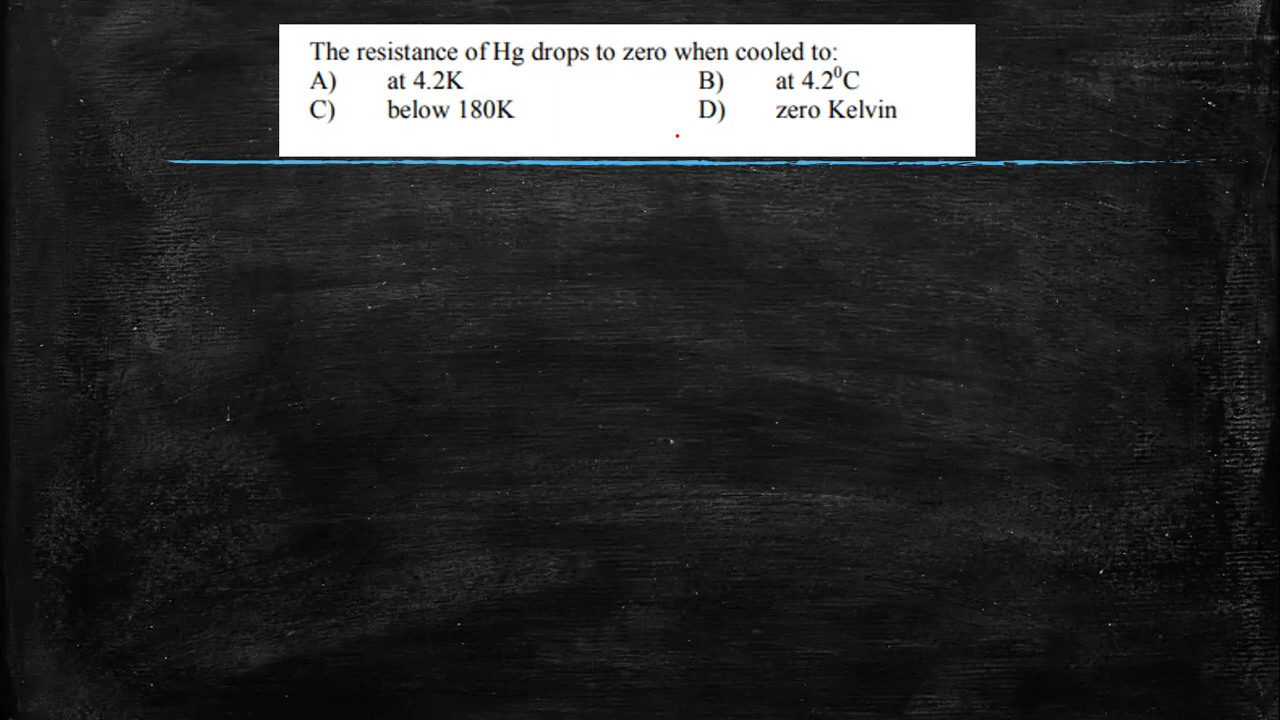 The resistance of Hg drops to zero when cooled to:
A) at 4.2K B) at 4.2⁰C
C) below 180K D) zero Kelvin